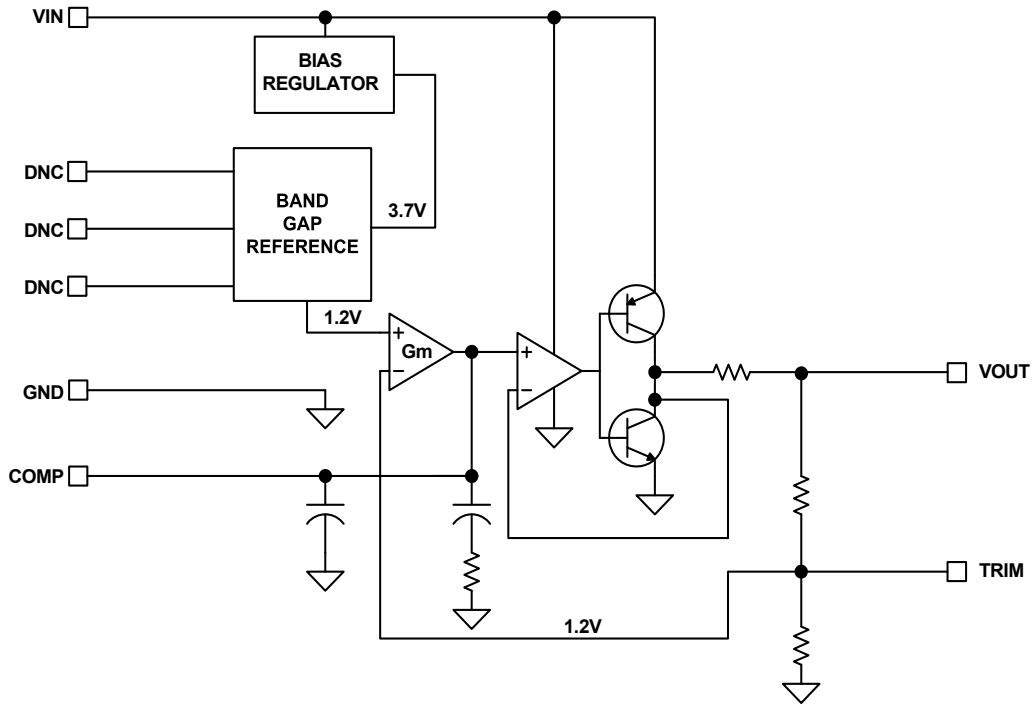 VIN
BIAS
REGULATOR
DNC
BAND
GAP
REFERENCE
3.7V
DNC
DNC
1.2V
+
Gm
−
+
−
GND
VOUT
COMP
TRIM
1.2V